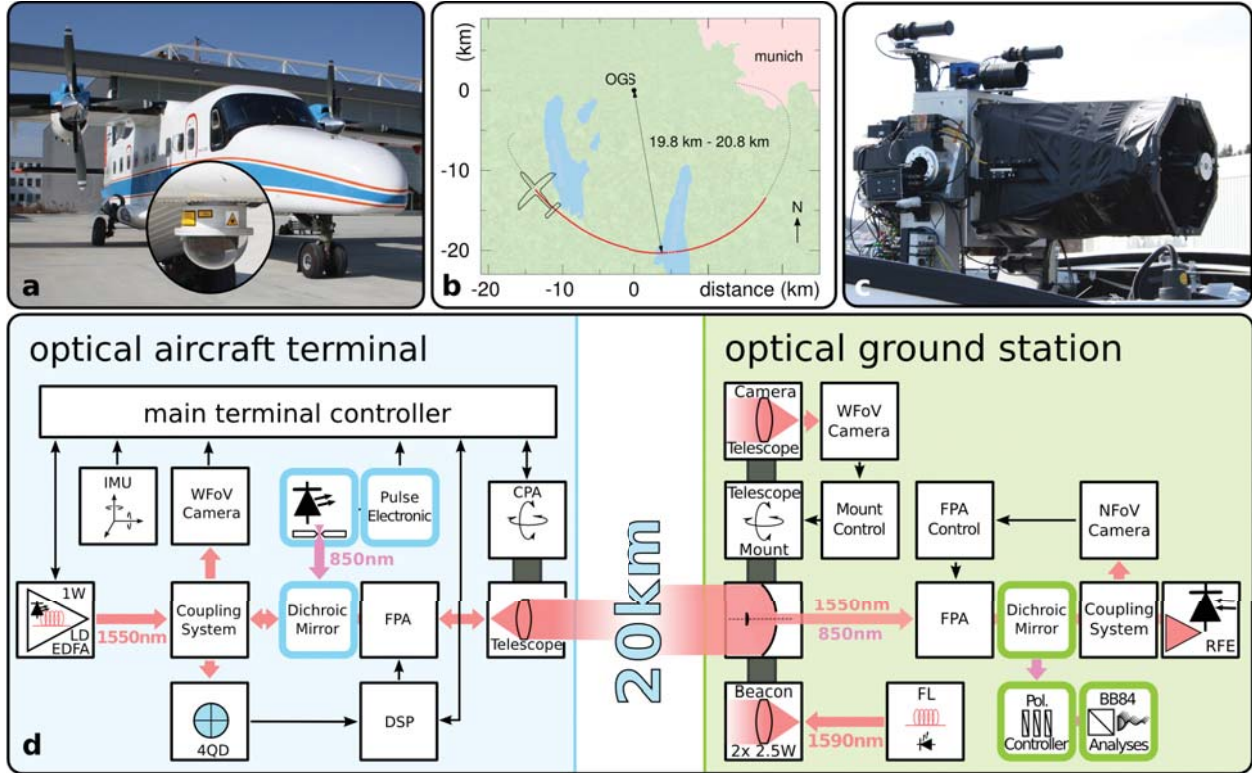 a
(km)
0
-10
-20
munich
OGS
19.8 km - 20.8 km
N
b
-20
-10
0
distance (km)
c
optical aircraft terminal
main terminal controller
IMU
WFoV
Camera
Pulse
Electronic
CPA
850nm
1W
LD
EDFA
1550nm
Coupling
System
Dichroic
Mirror
FPA
Telescope
4QD
DSP
d
20km
optical ground station
Camera
Telescope
WFoV
Camera
Telescope
Mount
Mount
Control
FPA
Control
NFoV
Camera
1550nm
850nm
FPA
Dichroic
Mirror
Coupling
System
RFE
Beacon
2x 2.5W
1590nm
FL
Pol.
Controller
BB84
Analyses